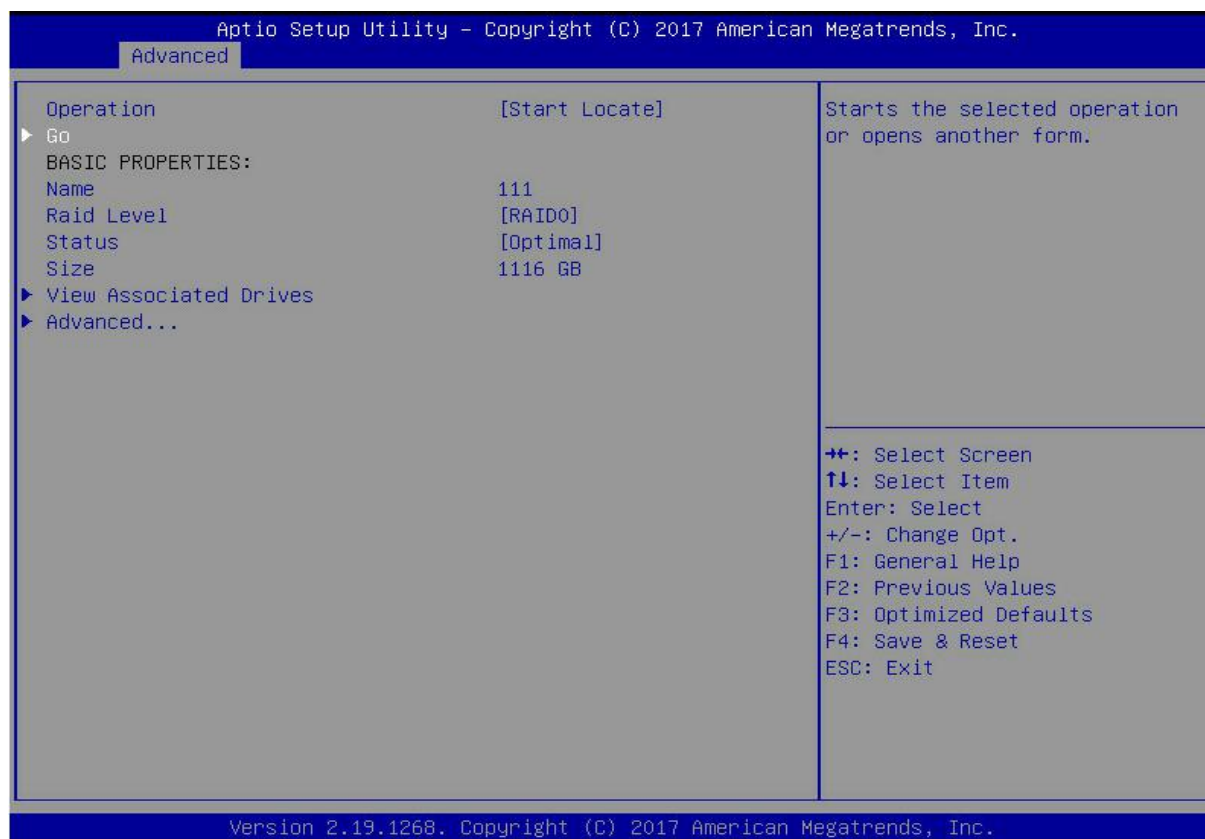 Aptio Setup Utility – Copyright (C) 2017 American Megatrends, Inc.
Advanced
Operation [Start Locate]
Go
BASIC PROPERTIES:
Name 111
Raid Level [RAID0]
Status [Optimal]
Size 1116 GB
View Associated Drives
Advanced...
Starts the selected operation
or opens another form.
→←: Select Screen
↑↓: Select Item
Enter: Select
+/-: Change Opt.
F1: General Help
F2: Previous Values
F3: Optimized Defaults
F4: Save & Reset
ESC: Exit
Version 2.19.1268. Copyright (C) 2017 American Megatrends, Inc.